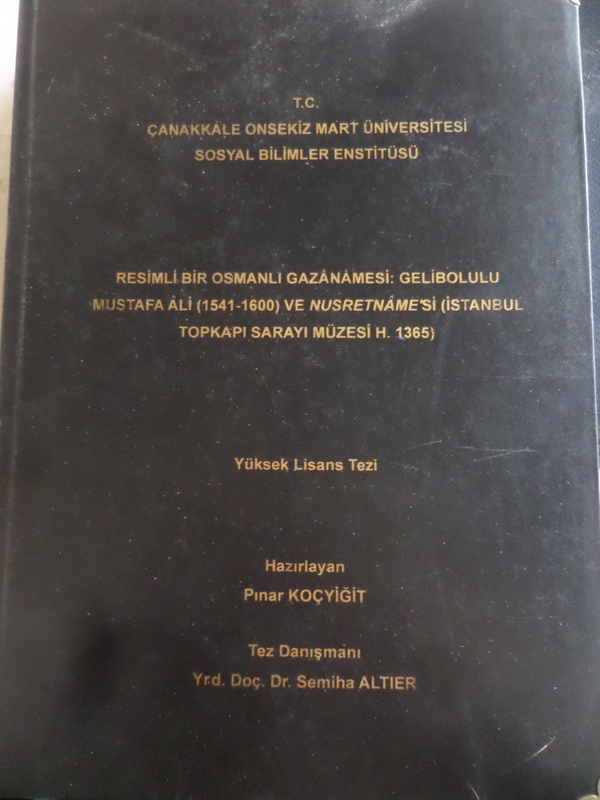 T.C.
ÇANAKKALE ONSEKİZ MART ÜNİVERSİTESİ
SOSYAL BİLİMLER ENSTİTÜSÜ
RESİMLİ BİR OSMANLI GAZÂNÂMESİ: GELİBOLULU
MUSTAFA ÂLİ (1541-1600) VE NUSRETNÂME'Sİ (İSTANBUL
TOPKAPI SARAYI MÜZESİ H. 1365)
Yüksek Lisans Tezi
Hazırlayan
Pınar KOÇYİĞİT
Tez Danışmanı
Yrd. Doç. Dr. Semiha ALTIER